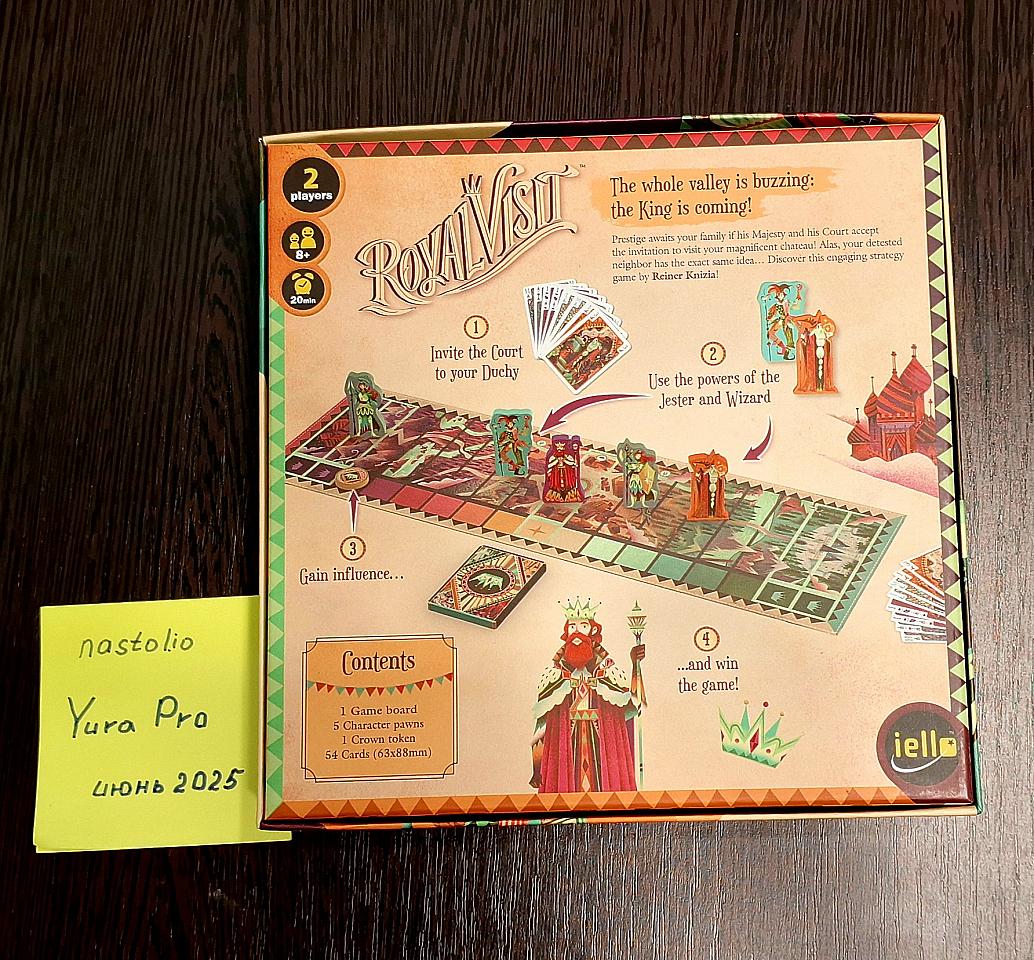 2
players
8+
20min
ROYAL VISIT™
The whole valley is buzzing:
the King is coming!
Prestige awaits your family if his Majesty and his Court accept
the invitation to visit your magnificent chateau! Alas, your detested
neighbor has the exact same idea... Discover this engaging strategy
game by Reiner Knizia!
1
Invite the Court
to your Duchy
2
Use the powers of the
Jester and Wizard
3
Gain influence...
4
...and win
the game!
Contents
1 Game board
5 Character pawns
1 Crown token
54 Cards (63x88mm)
iello
nastolio
Yura Pro
июнь 2025